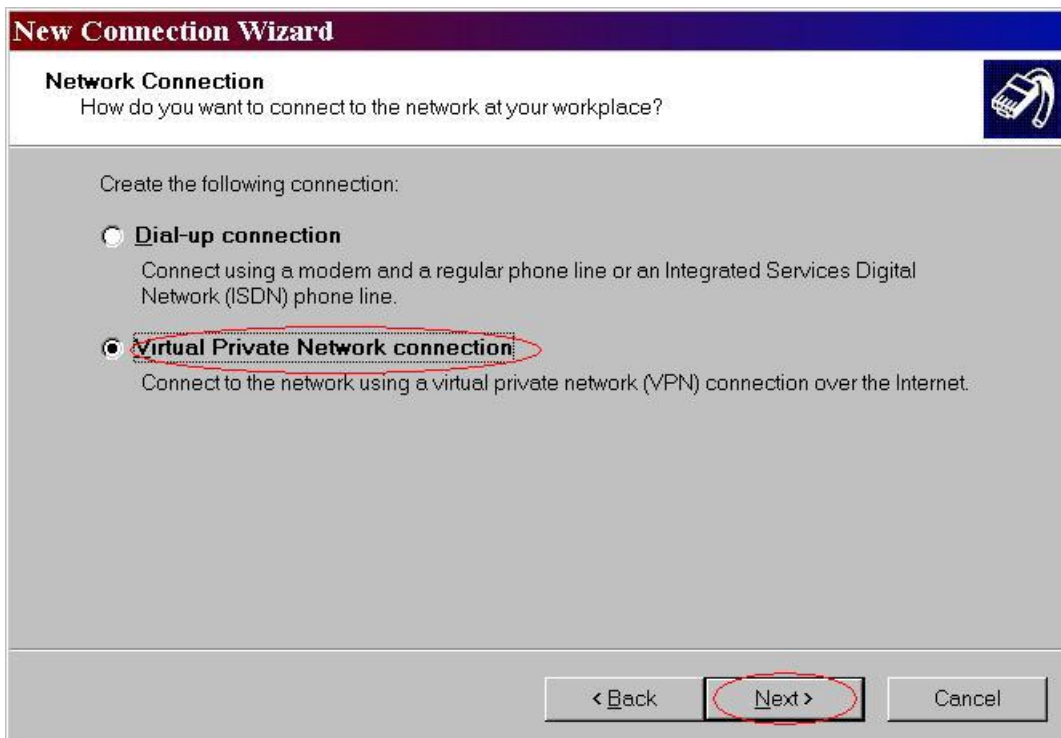 New Connection Wizard
Network Connection
How do you want to connect to the network at your workplace?
Create the following connection:
Dial-up connection
Connect using a modem and a regular phone line or an Integrated Services Digital
Network (ISDN) phone line.
Virtual Private Network connection
Connect to the network using a virtual private network (VPN) connection over the Internet.
< Back
Next >
Cancel